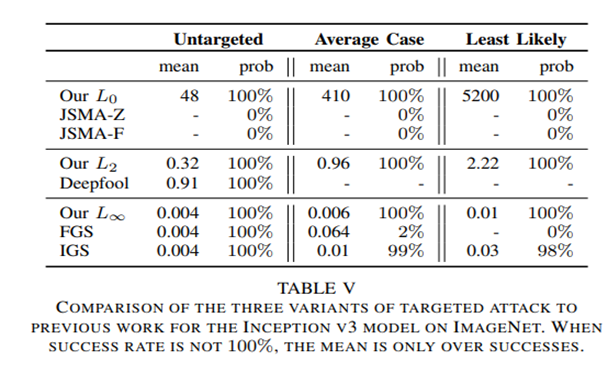 Untargeted Average Case Least Likely
mean prob || mean prob || mean prob
Our L0 48 100% || 410 100% || 5200 100%
JSMA-Z - 0% || - 0% || - 0%
JSMA-F - 0% || - 0% || - 0%
Our L2 0.32 100% || 0.96 100% || 2.22 100%
Deepfool 0.91 100% || - - || - -
Our L∞ 0.004 100% || 0.006 100% || 0.01 100%
FGS 0.004 100% || 0.064 2% || - 0%
IGS 0.004 100% || 0.01 99% || 0.03 98%
TABLE V
COMPARISON OF THE THREE VARIANTS OF TARGETED ATTACK TO
PREVIOUS WORK FOR THE INCEPTION V3 MODEL ON IMAGENET. WHEN
SUCCESS RATE IS NOT 100%, THE MEAN IS ONLY OVER SUCCESSES.